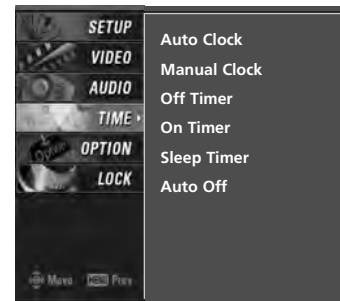 SETUP
VIDEO
AUDIO
TIME
OPTION
LOCK
Move MENU Prev
Auto Clock
Manual Clock
Off Timer
On Timer
Sleep Timer
Auto Off